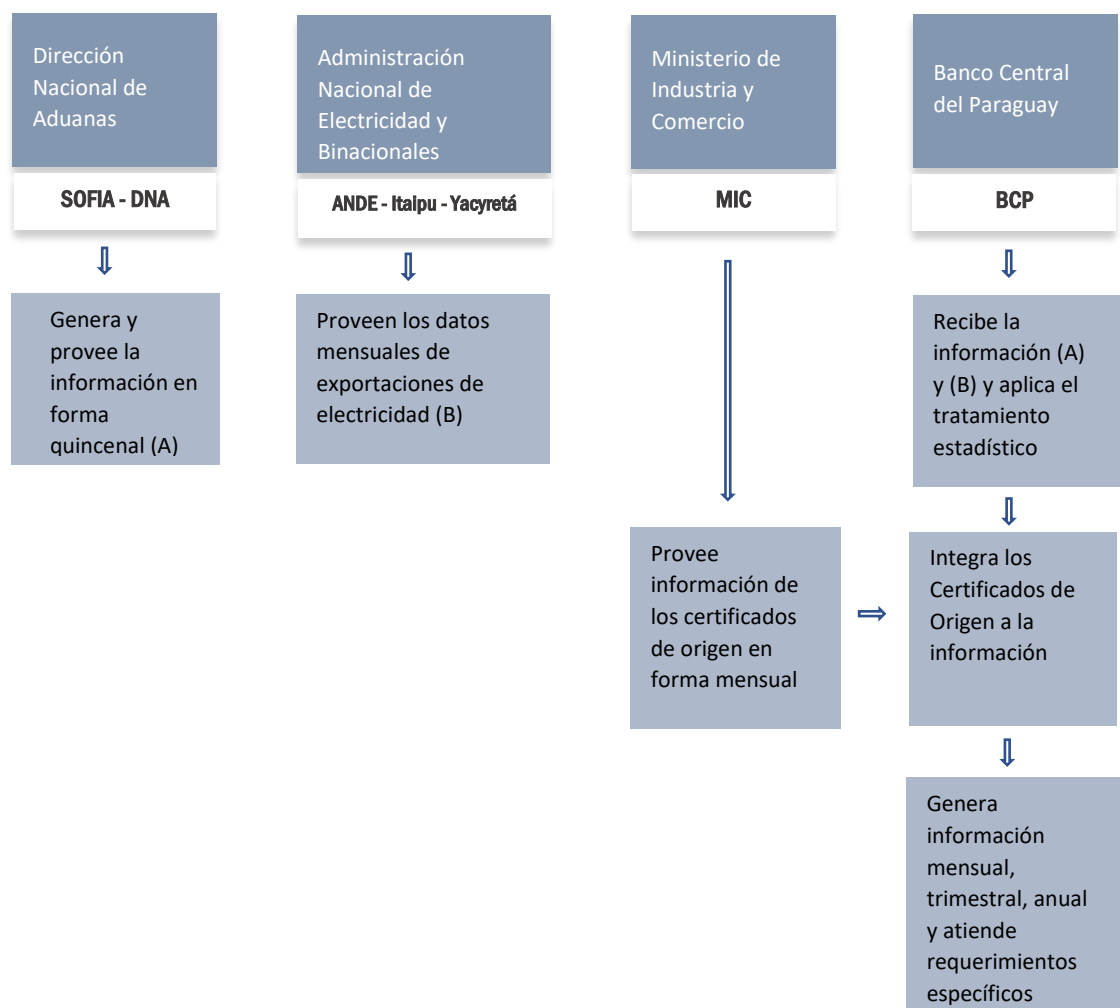 Dirección
Nacional de
Aduanas
SOFIA - DNA
Genera y
provee la
información en
forma
quincenal (A)
Administración
Nacional de
Electricidad y
Binacionales
ANDE - Itaipu - Yacyretá
Proveen los datos
mensuales de
exportaciones de
electricidad (B)
Ministerio de
Industria y
Comercio
MIC
Provee
información de
los certificados
de origen en
forma mensual
Banco Central
del Paraguay
BCP
Recibe la
información (A)
y (B) y aplica el
tratamiento
estadístico
Integra los
Certificados de
Origen a la
información
Genera
información
mensual,
trimestral, anual
y atiende
requerimientos
específicos